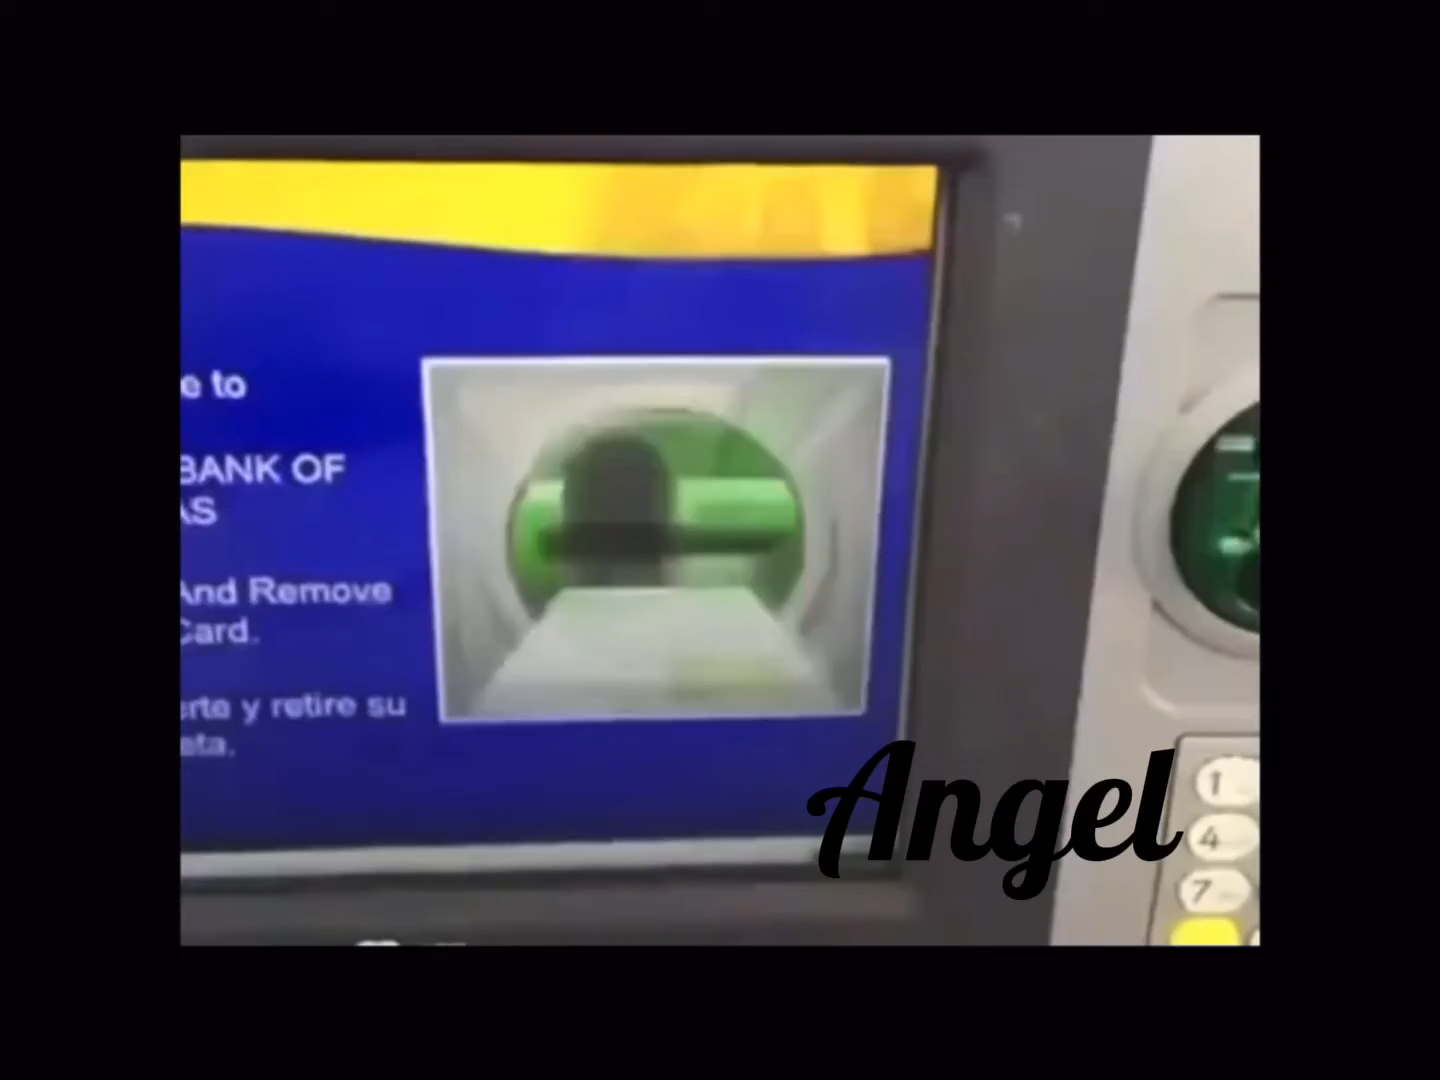 e to
BANK OF
AS
And Remove
Card.
erte y retire su
eta.
Angel
1
4
7